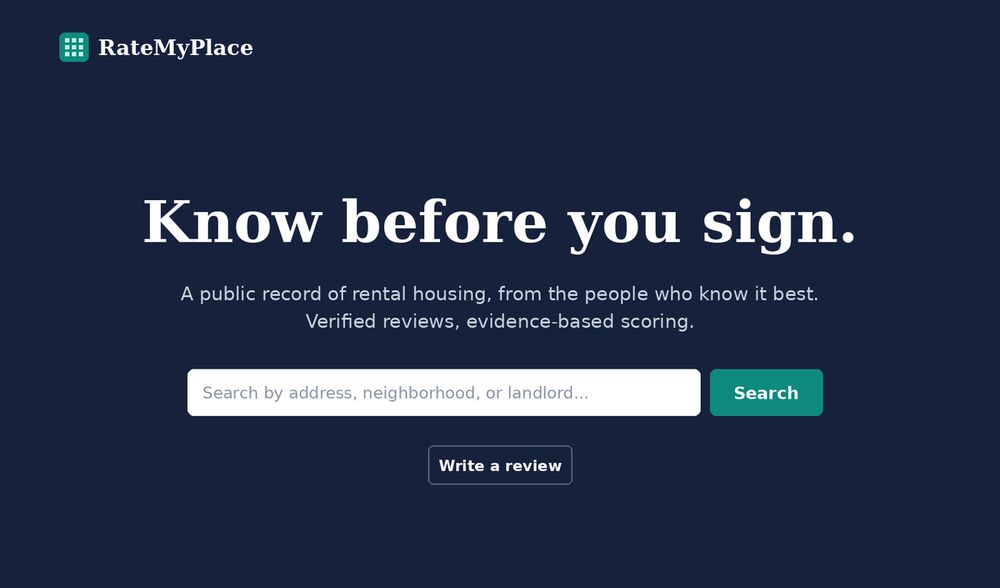 RateMyPlace
Know before you sign.
A public record of rental housing, from the people who know it best.
Verified reviews, evidence-based scoring.
Search by address, neighborhood, or landlord...
Search
Write a review